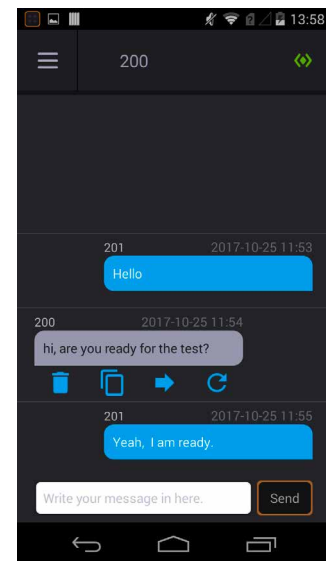 13:58
200
201 2017-10-25 11:53
Hello
200 2017-10-25 11:54
hi, are you ready for the test?
201 2017-10-25 11:55
Yeah, I am ready.
Write your message in here. Send